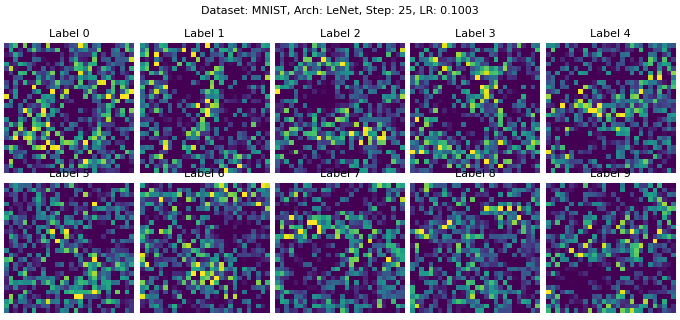 Dataset: MNIST, Arch: LeNet, Step: 25, LR: 0.1003
Label 0 Label 1 Label 2 Label 3 Label 4
Label 5 Label 6 Label 7 Label 8 Label 9